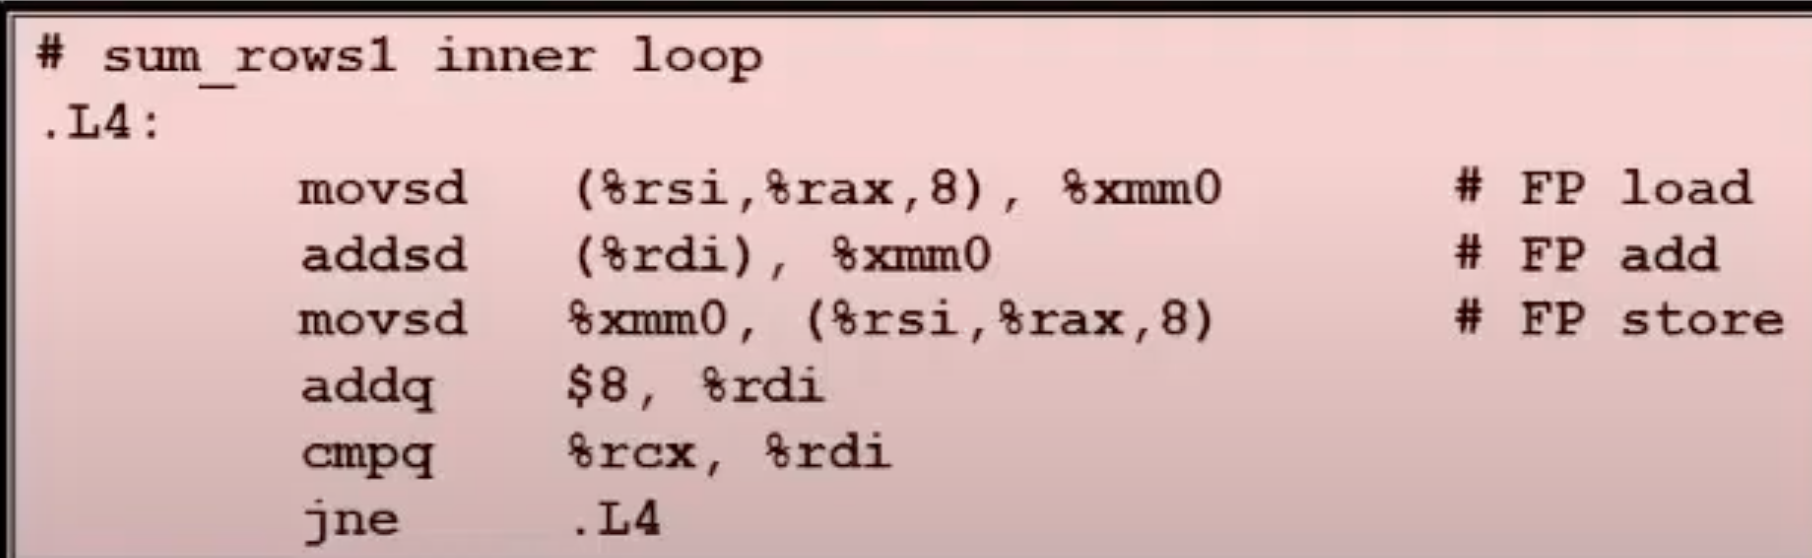 # sum_rows1 inner loop
.L4:
movsd (%rsi,%rax,8), %xmm0 # FP load
addsd (%rdi), %xmm0 # FP add
movsd %xmm0, (%rsi,%rax,8) # FP store
addq $8, %rdi
cmpq %rcx, %rdi
jne .L4